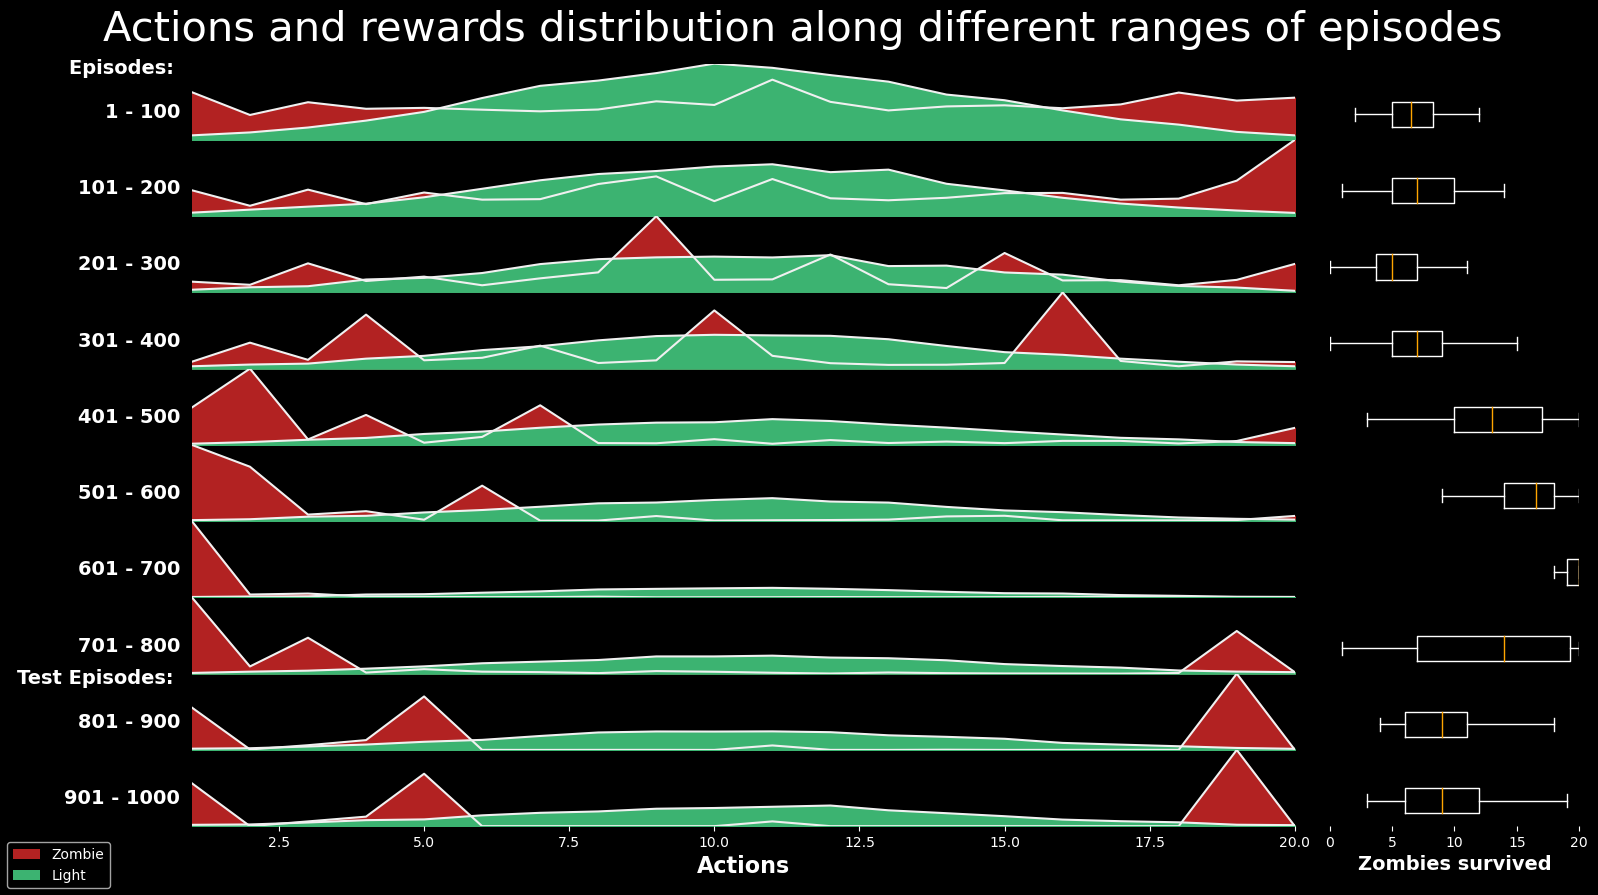 Actions and rewards distribution along different ranges of episodes
Episodes:
1 - 100
101 - 200
201 - 300
301 - 400
401 - 500
501 - 600
601 - 700
701 - 800
Test Episodes:
801 - 900
901 - 1000
2.5 5.0 7.5 10.0 12.5 15.0 17.5 20.0 0 5 10 15 20
Actions Zombies survived
Zombie
Light